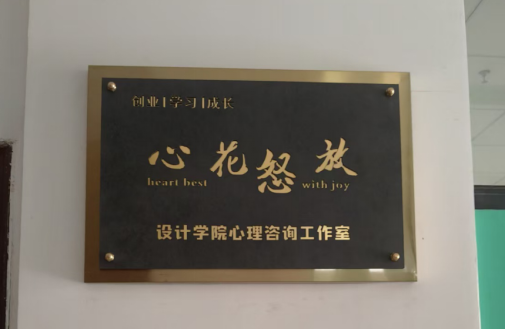 创业|学习|成长
心花怒放
heart best with joy
设计学院心理咨询工作室